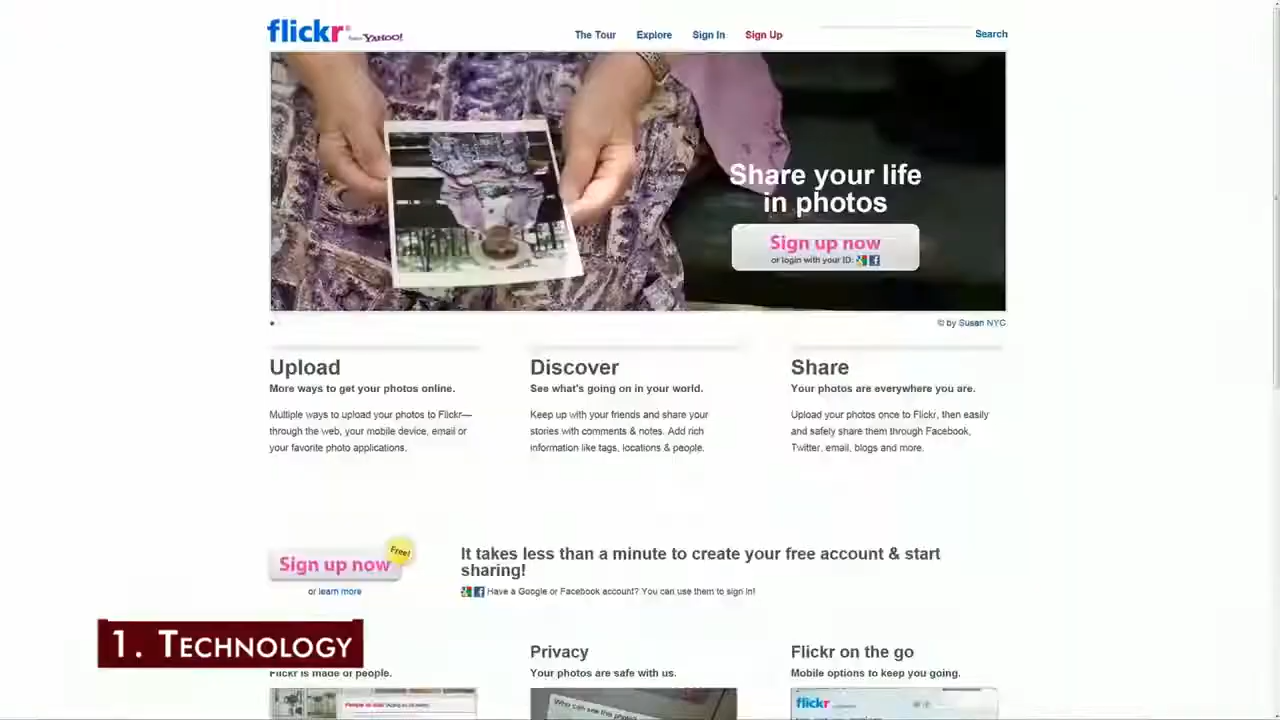 flickr from YAHOO!
The Tour Explore Sign In Sign Up Search
Share your life
in photos
Sign up now
or login with your ID:
© by Susan NYC
Upload
More ways to get your photos online.
Multiple ways to upload your photos to Flickr—
through the web, your mobile device, email or
your favorite photo applications.
Discover
See what's going on in your world.
Keep up with your friends and share your
stories with comments & notes. Add rich
information like tags, locations & people.
Share
Your photos are everywhere you are.
Upload your photos once to Flickr, then easily
and safely share them through Facebook,
Twitter, email, blogs and more.
Sign up now
Free!
or learn more
It takes less than a minute to create your free account & start
sharing!
Have a Google or Facebook account? You can use them to sign in!
1. TECHNOLOGY
Flickr is made of people.
Privacy
Your photos are safe with us.
Who can see this photo
Flickr on the go
Mobile options to keep you going.
flickr